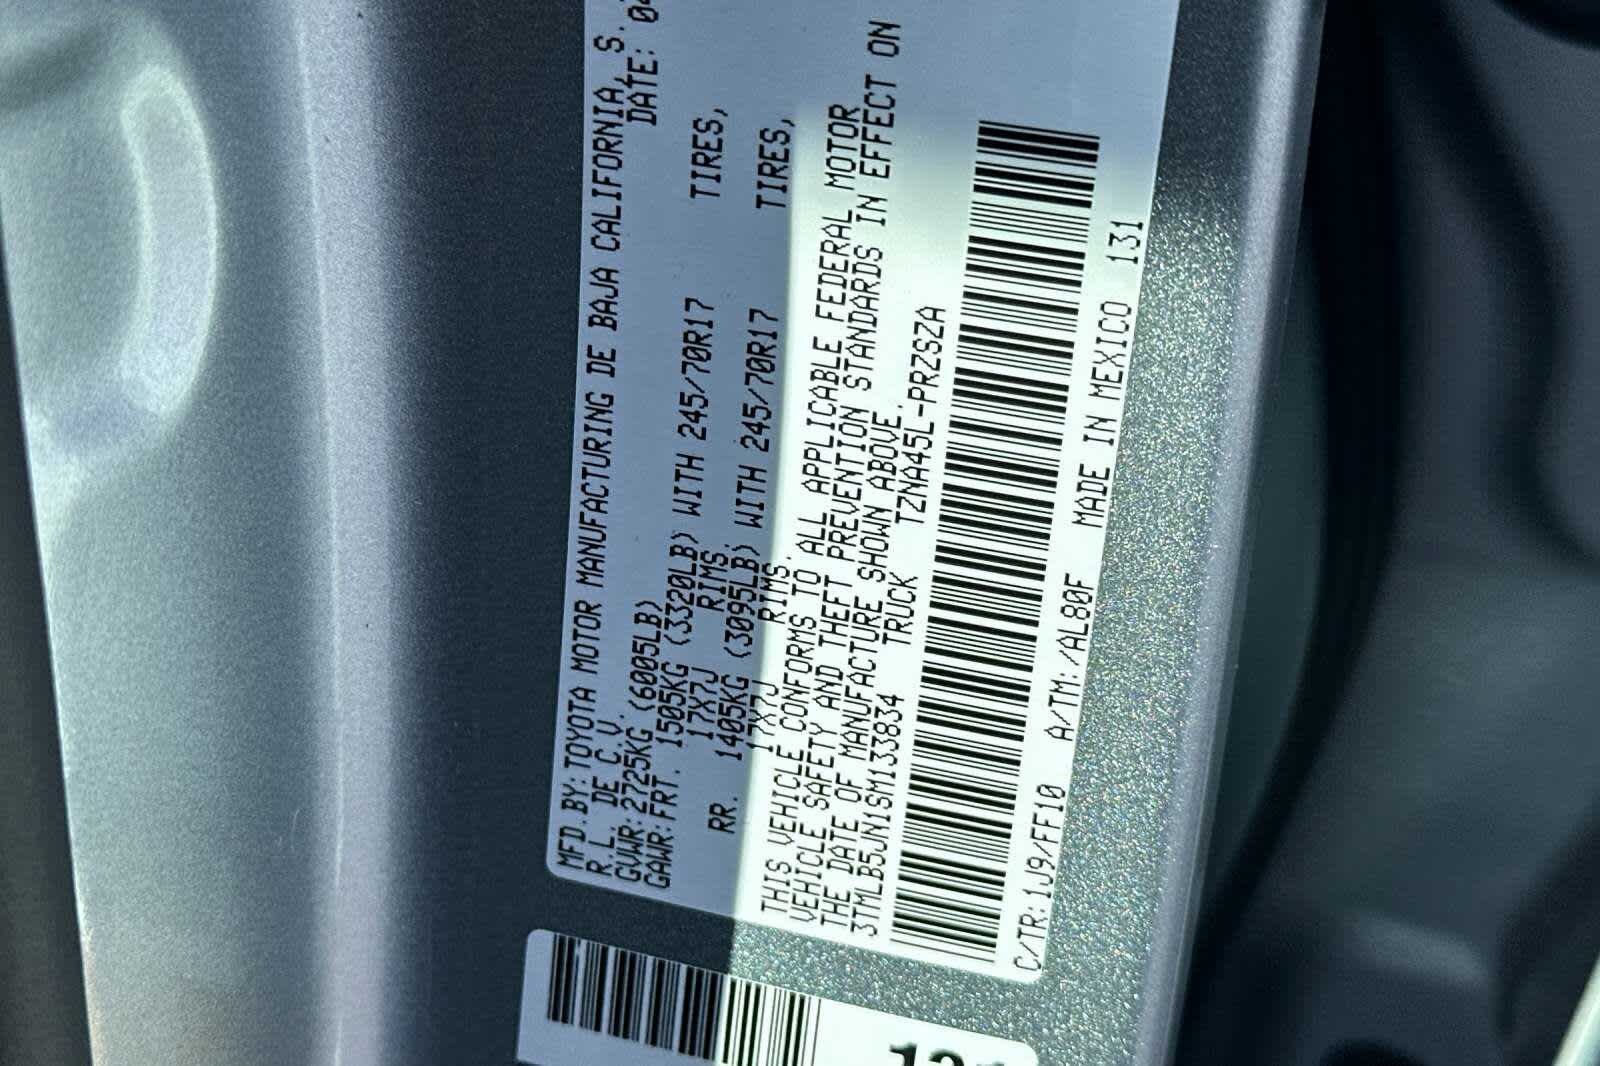 MFD. BY: TOYOTA MOTOR MANUFACTURING DE BAJA CALIFORNIA, S.
R. L. DE C. V. DATE: 04
GVWR: 2725KG (6005LB)
GAWR: FRT. 1505KG (3320LB) WITH 245/70R17 TIRES,
17X7J RIMS.
RR. 1405KG (3095LB) WITH 245/70R17 TIRES,
17X7J RIMS.
THIS VEHICLE CONFORMS TO ALL APPLICABLE FEDERAL MOTOR
VEHICLE SAFETY AND THEFT PREVENTION STANDARDS IN EFFECT ON
THE DATE OF MANUFACTURE SHOWN ABOVE.
3TMLB5JN1SM133834 TRUCK TZNA45L-PRZSZA
C/TR: 1J9/FF10 A/TM: /AL80F MADE IN MEXICO 131